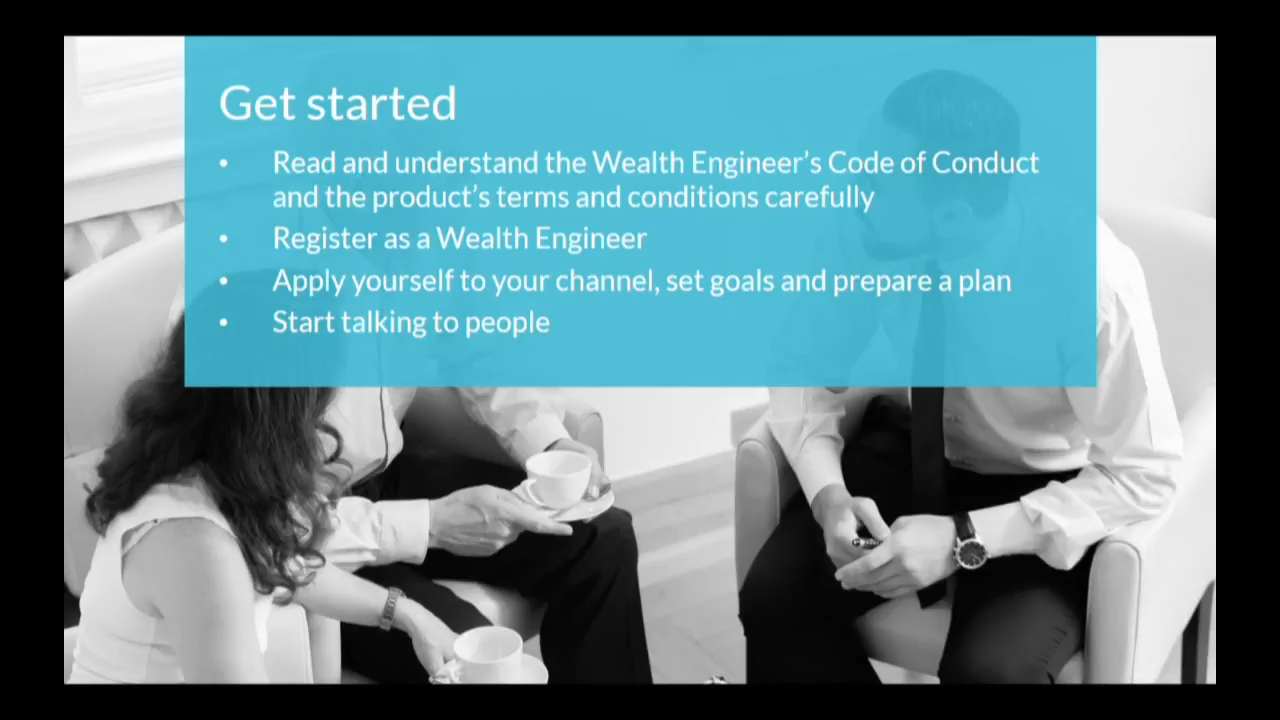 Get started
• Read and understand the Wealth Engineer’s Code of Conduct
and the product’s terms and conditions carefully
• Register as a Wealth Engineer
• Apply yourself to your channel, set goals and prepare a plan
• Start talking to people